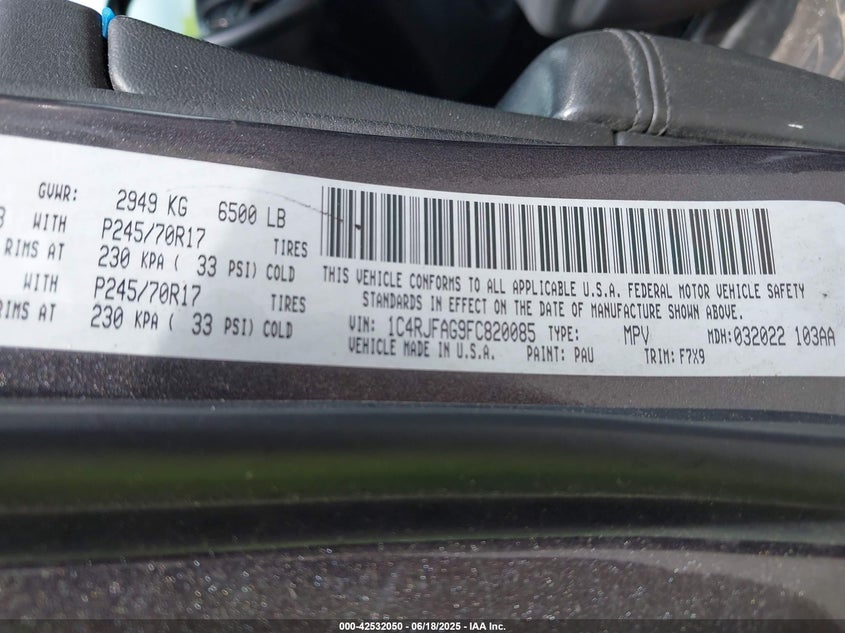 GVWR: 2949 KG 6500 LB
WITH P245/70R17 TIRES
RIMS AT 230 KPA ( 33 PSI) COLD
WITH P245/70R17 TIRES
RIMS AT 230 KPA ( 33 PSI) COLD
THIS VEHICLE CONFORMS TO ALL APPLICABLE U.S.A. FEDERAL MOTOR VEHICLE SAFETY
STANDARDS IN EFFECT ON THE DATE OF MANUFACTURE SHOWN ABOVE.
VIN: 1C4RJFAG9FC820085 TYPE: MPV MDH:032022 103AA
VEHICLE MADE IN U.S.A. PAINT: PAU TRIM: F7X9
000-42532050 | 06/18/2025 - IAA Inc.